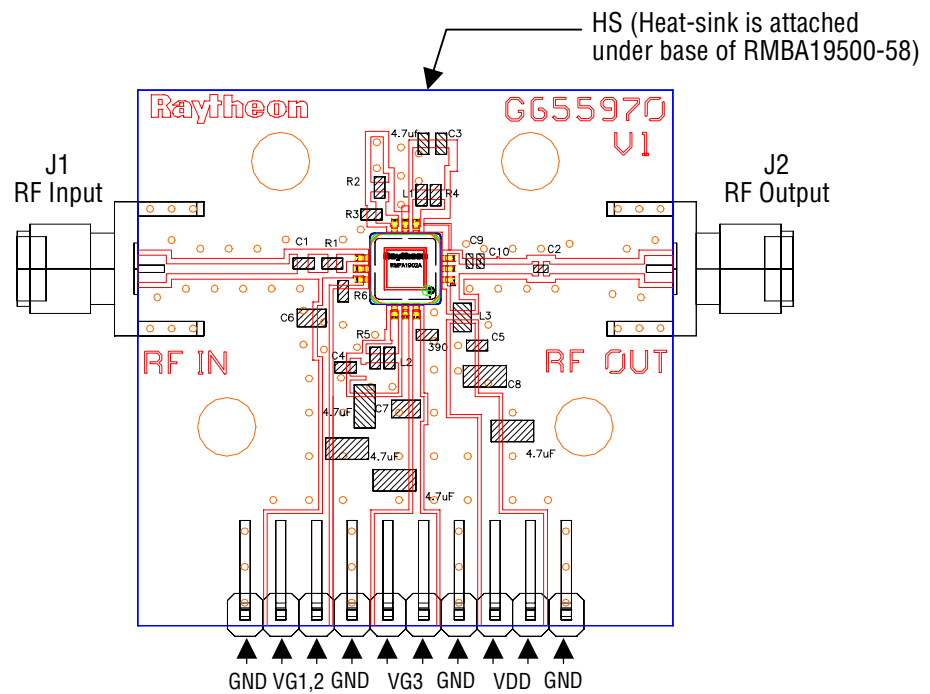 HS (Heat-sink is attached
under base of RMBA19500-58)
Raytheon
G655970
V1
J1
RF Input
J2
RF Output
4.7uf
C3
R2
L1
R4
R3
C1
R1
C9
C10
C2
Raytheon
RMPA1902A
R6
C6
L3
R5
390
C5
C4
L2
RF IN
RF OUT
C8
4.7uF
C7
4.7uF
4.7uF
4.7uF
GND
VG1,2
GND
VG3
GND
VDD
GND